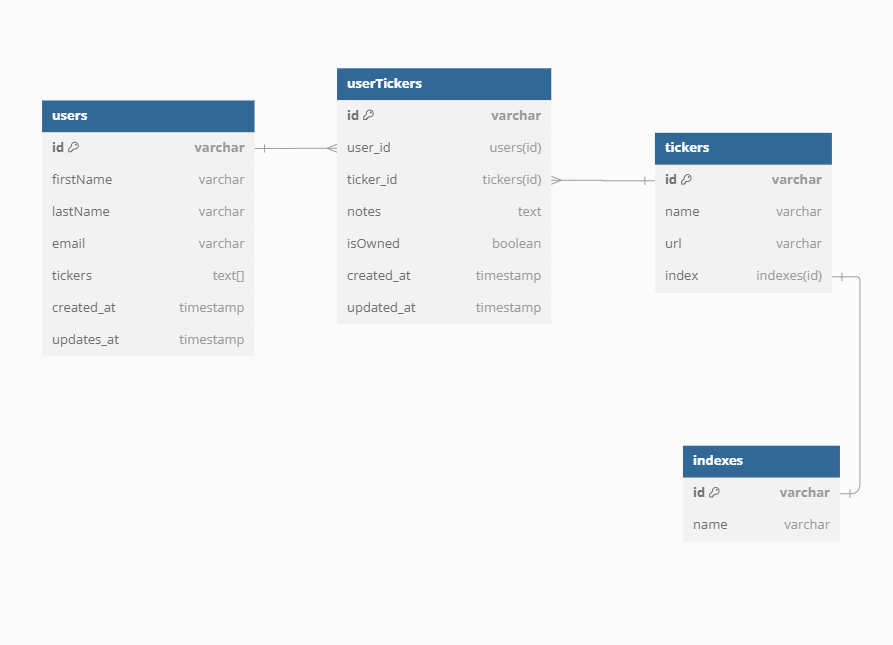 users
id varchar
firstName varchar
lastName varchar
email varchar
tickers text[]
created_at timestamp
updates_at timestamp
userTickers
id varchar
user_id users(id)
ticker_id tickers(id)
notes text
isOwned boolean
created_at timestamp
updated_at timestamp
tickers
id varchar
name varchar
url varchar
index indexes(id)
indexes
id varchar
name varchar